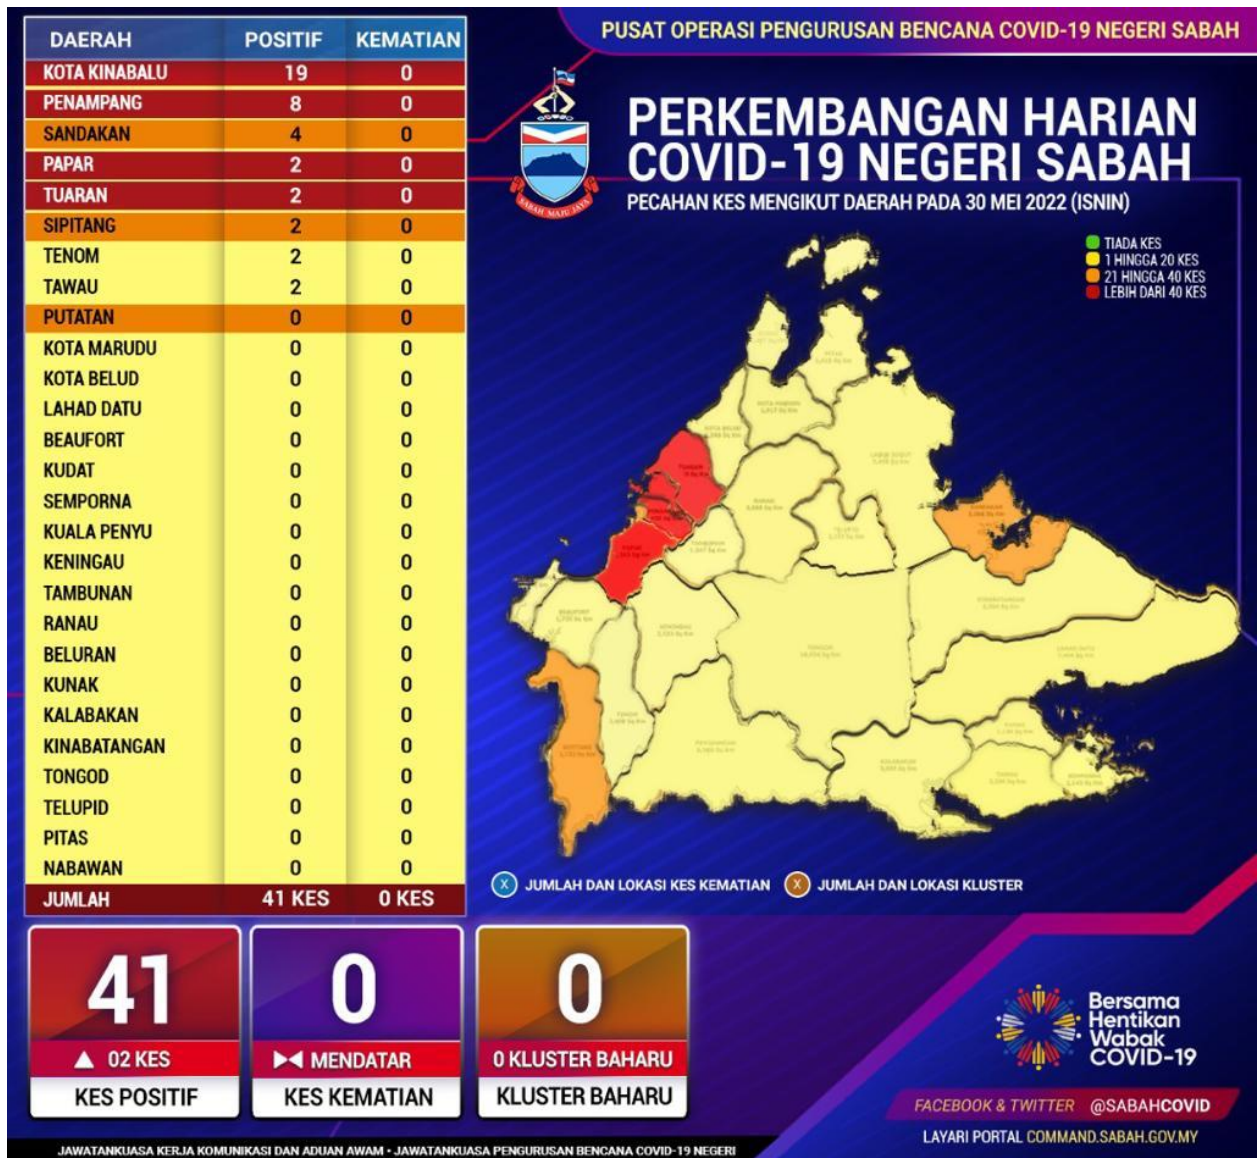 PUSAT OPERASI PENGURUSAN BENCANA COVID-19 NEGERI SABAH
DAERAH POSITIF KEMATIAN
KOTA KINABALU 19 0
PENAMPANG 8 0
SANDAKAN 4 0
PAPAR 2 0
TUARAN 2 0
SIPITANG 2 0
TENOM 2 0
TAWAU 2 0
PUTATAN 0 0
KOTA MARUDU 0 0
KOTA BELUD 0 0
LAHAD DATU 0 0
BEAUFORT 0 0
KUDAT 0 0
SEMPORNA 0 0
KUALA PENYU 0 0
KENINGAU 0 0
TAMBUNAN 0 0
RANAU 0 0
BELURAN 0 0
KUNAK 0 0
KALABAKAN 0 0
KINABATANGAN 0 0
TONGOD 0 0
TELUPID 0 0
PITAS 0 0
NABAWAN 0 0
JUMLAH 41 KES 0 KES
SABAH MAJU JAYA
PERKEMBANGAN HARIAN
COVID-19 NEGERI SABAH
PECAHAN KES MENGIKUT DAERAH PADA 30 MEI 2022 (ISNIN)
TIADA KES
1 HINGGA 20 KES
21 HINGGA 40 KES
LEBIH DARI 40 KES
X JUMLAH DAN LOKASI KES KEMATIAN X JUMLAH DAN LOKASI KLUSTER
41
02 KES
KES POSITIF
0
MENDATAR
KES KEMATIAN
0
0 KLUSTER BAHARU
KLUSTER BAHARU
Bersama
Hentikan
Wabak
COVID-19
FACEBOOK & TWITTER @SABAHCOVID
LAYARI PORTAL COMMAND.SABAH.GOV.MY
JAWATANKUASA KERJA KOMUNIKASI DAN ADUAN AWAM • JAWATANKUASA PENGURUSAN BENCANA COVID-19 NEGERI